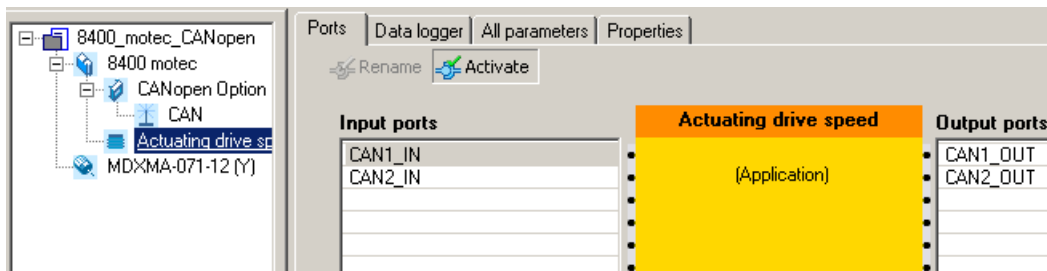 8400_motec_CANopen
8400 motec
CANopen Option
CAN
Actuating drive sp
MDXMA-071-12 (Y)
Ports Data logger All parameters Properties
Rename Activate
Input ports Actuating drive speed Output ports
CAN1_IN (Application) CAN1_OUT
CAN2_IN CAN2_OUT